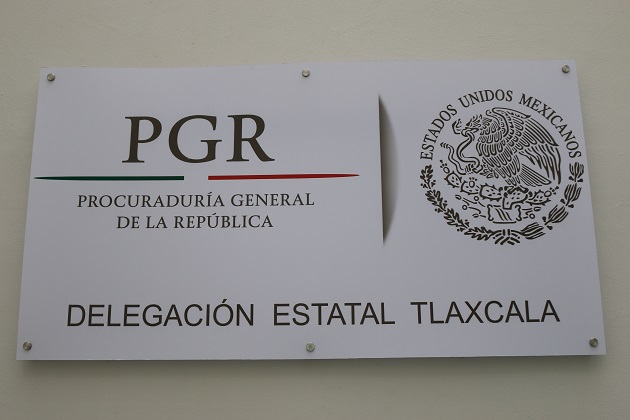 PGR
PROCURADURÍA GENERAL
DE LA REPÚBLICA
ESTADOS UNIDOS MEXICANOS
DELEGACIÓN ESTATAL TLAXCALA